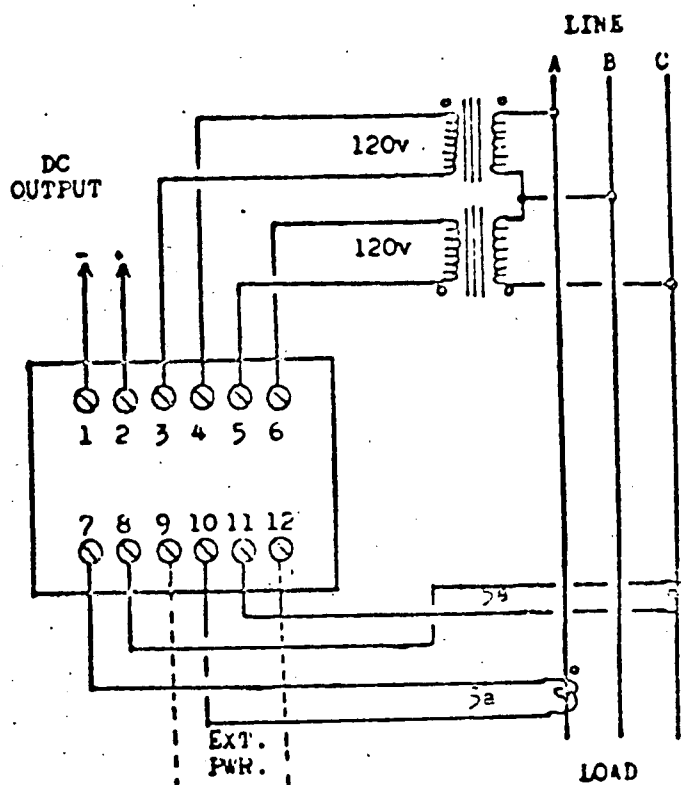 LINE
A B C
120v
DC
OUTPUT
120v
- +
1 2 3 4 5 6
7 8 9 10 11 12
5a
5a
EXT.
PWR.
LOAD